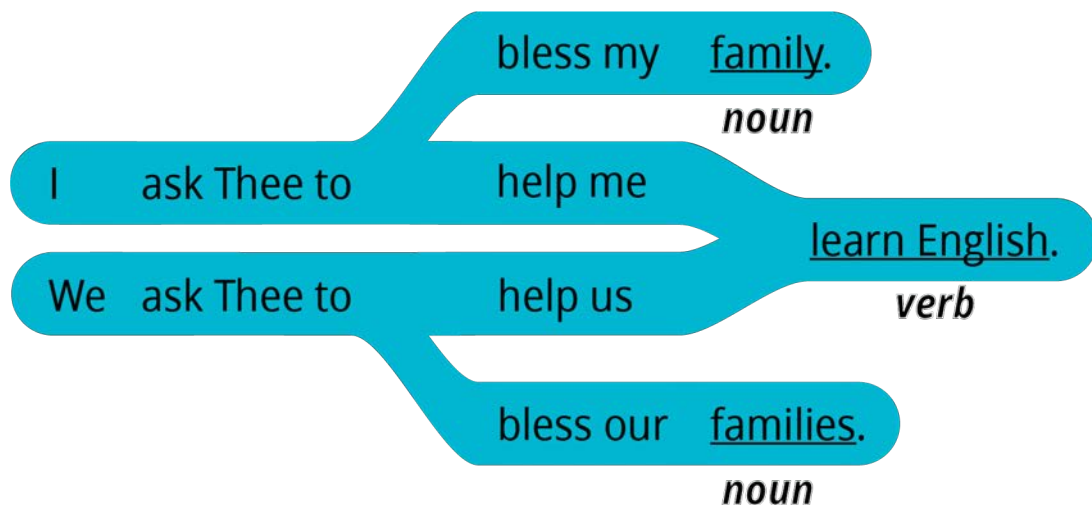 bless my family.
noun
I ask Thee to help me
learn English.
verb
We ask Thee to help us
bless our families.
noun